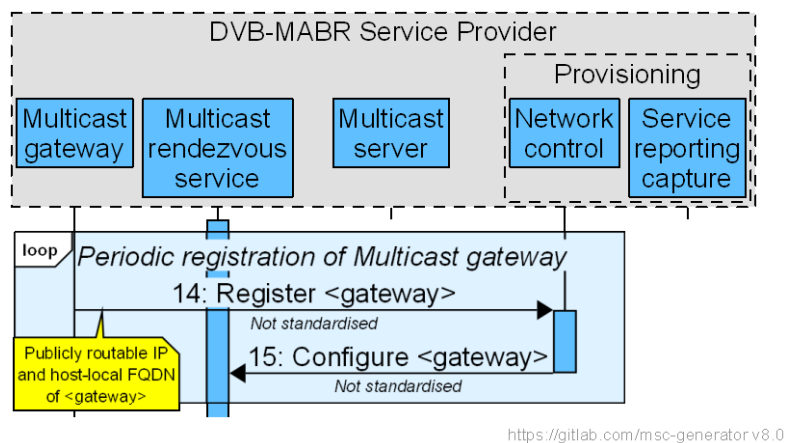 DVB-MABR Service Provider
Provisioning
Multicast
gateway
Multicast
rendezvous
service
Multicast
server
Network
control
Service
reporting
capture
loop
Periodic registration of Multicast gateway
14: Register <gateway>
Not standardised
Publicly routable IP
and host-local FQDN
of <gateway>
15: Configure <gateway>
Not standardised
https://gitlab.com/msc-generator v8.0